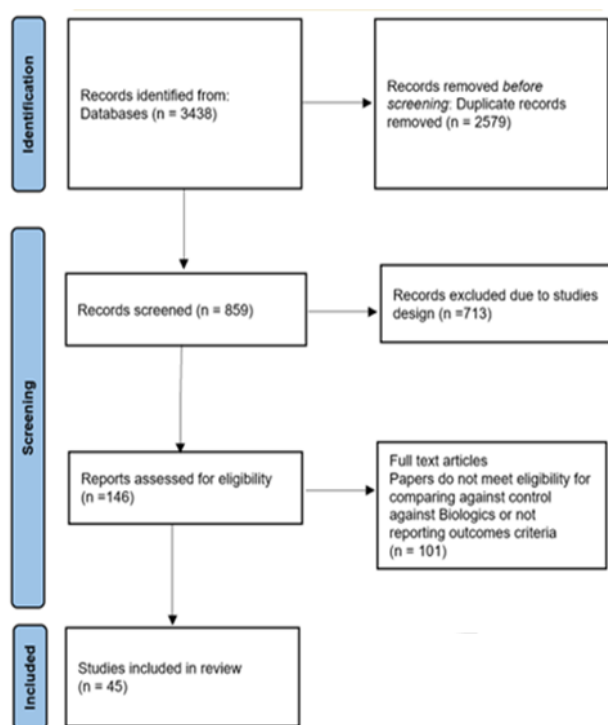 Identification
Records identified from:
Databases (n = 3438)
Records removed before
screening: Duplicate records
removed (n = 2579)
Screening
Records screened (n = 859)
Records excluded due to studies
design (n =713)
Reports assessed for eligibility
(n =146)
Full text articles
Papers do not meet eligibility for
comparing against control
against Biologics or not
reporting outcomes criteria
(n = 101)
Included
Studies included in review
(n = 45)